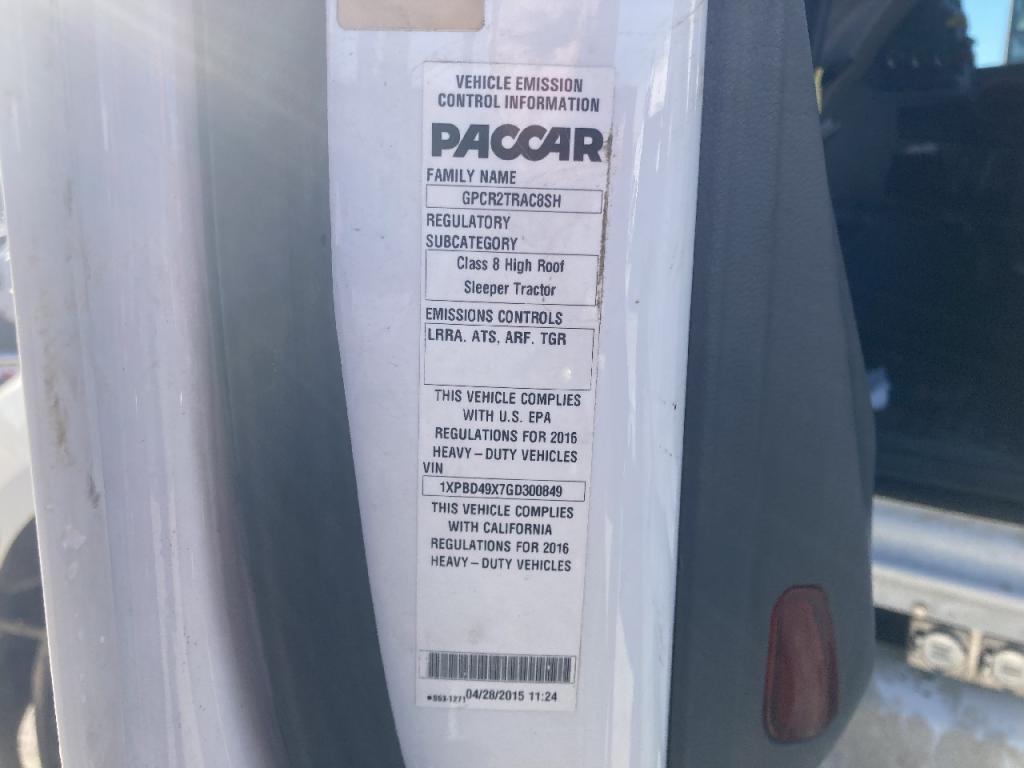 VEHICLE EMISSION
CONTROL INFORMATION
PACCAR
FAMILY NAME
GPCR2TRAC8SH
REGULATORY
SUBCATEGORY
Class 8 High Roof
Sleeper Tractor
EMISSIONS CONTROLS
LRRA, ATS, ARF, TGR
THIS VEHICLE COMPLIES
WITH U.S. EPA
REGULATIONS FOR 2016
HEAVY-DUTY VEHICLES
VIN
1XPBD49X7GD300849
THIS VEHICLE COMPLIES
WITH CALIFORNIA
REGULATIONS FOR 2016
HEAVY-DUTY VEHICLES
04/28/2015 11:24